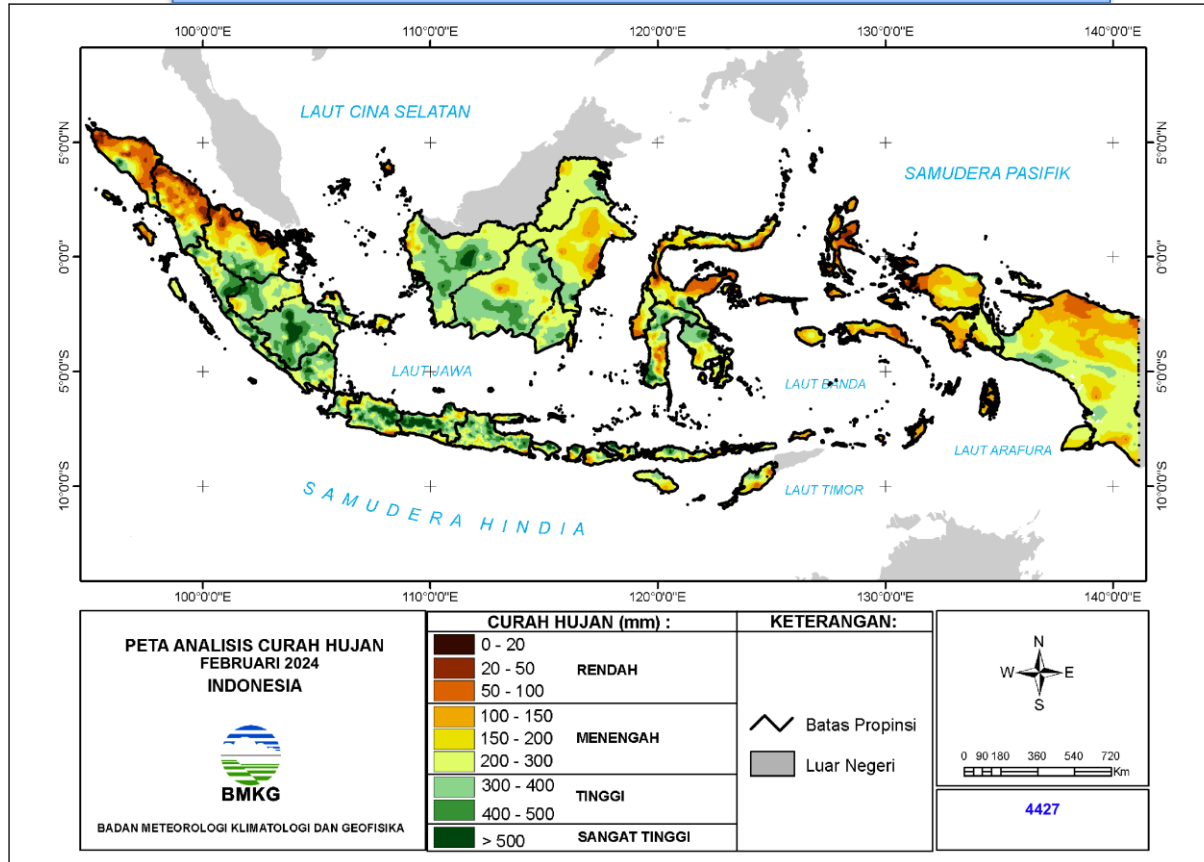 100°0'0"E 110°0'0"E 120°0'0"E 130°0'0"E 140°0'0"E
5°0'0"N 5°0'0"N
0°0'0" 0°0'0"
5°0'0"S 5°0'0"S
10°0'0"S 10°0'0"S
LAUT CINA SELATAN
SAMUDERA PASIFIK
LAUT JAWA
LAUT BANDA
LAUT ARAFURA
LAUT TIMOR
SAMUDERA HINDIA
100°0'0"E 110°0'0"E 120°0'0"E 130°0'0"E 140°0'0"E
PETA ANALISIS CURAH HUJAN
FEBRUARI 2024
INDONESIA
BMKG
BADAN METEOROLOGI KLIMATOLOGI DAN GEOFISIKA
CURAH HUJAN (mm) :
0 - 20
20 - 50 RENDAH
50 - 100
100 - 150
150 - 200 MENENGAH
200 - 300
300 - 400 TINGGI
400 - 500
> 500 SANGAT TINGGI
KETERANGAN:
Batas Propinsi
Luar Negeri
N
W E
S
0 90 180 360 540 720
Km
4427